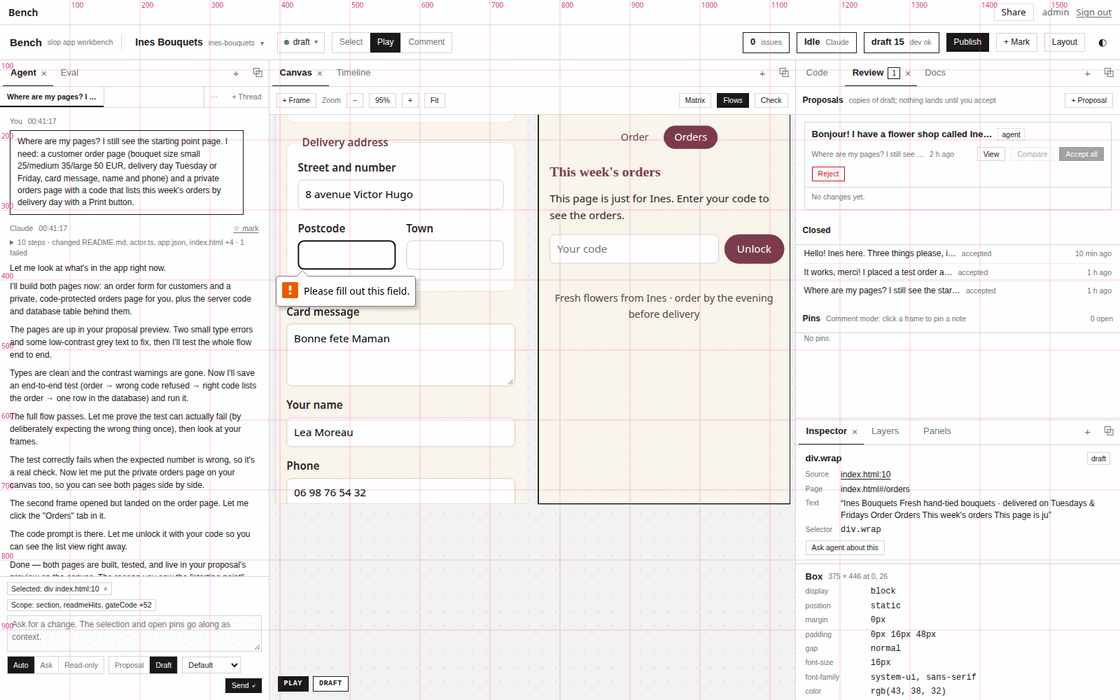 Bench
Share
admin
Sign out
Bench
slop app workbench
Ines Bouquets
ines-bouquets
draft
Select
Play
Comment
0 issues
Idle Claude
draft 15 dev ok
Publish
+ Mark
Layout
Agent ×
Eval
Canvas ×
Timeline
Code
Review 1 ×
Docs
Where are my pages? I …
+ Thread
+ Frame
Zoom
−
95%
+
Fit
Matrix
Flows
Check
Proposals
copies of draft; nothing lands until you accept
+ Proposal
You 00:41:17
Where are my pages? I still see the starting point page. I
need: a customer order page (bouquet size small
25/medium 35/large 50 EUR, delivery day Tuesday or
Friday, card message, name and phone) and a private
orders page with a code that lists this week's orders by
delivery day with a Print button.
Claude 00:41:17
☆ mark
▸ 10 steps · changed README.md, actor.ts, app.json, index.html +4 · 1
failed
Let me look at what's in the app right now.
I'll build both pages now: an order form for customers and a
private, code-protected orders page for you, plus the server code
and database table behind them.
The pages are up in your proposal preview. Two small type errors
and some low-contrast grey text to fix, then I'll test the whole flow
end to end.
Types are clean and the contrast warnings are gone. Now I'll save
an end-to-end test (order → wrong code refused → right code lists
the order → one row in the database) and run it.
The full flow passes. Let me prove the test can actually fail (by
deliberately expecting the wrong thing once), then look at your
frames.
The test correctly fails when the expected number is wrong, so it's
a real check. Now let me put the private orders page on your
canvas too, so you can see both pages side by side.
The second frame opened but landed on the order page. Let me
click the "Orders" tab in it.
The code prompt is there. Let me unlock it with your code so you
can see the list view right away.
Done — both pages are built, tested, and live in your proposal's
Selected: div index.html:10 ×
Scope: section, readmeHits, gateCode +52
Ask for a change. The selection and open pins go along as
context.
Auto
Ask
Read-only
Proposal
Draft
Default
Send
Delivery address
Street and number
8 avenue Victor Hugo
Postcode
Town
Please fill out this field.
Card message
Bonne fete Maman
Your name
Lea Moreau
Phone
06 98 76 54 32
Order
Orders
This week's orders
This page is just for Ines. Enter your code to
see the orders.
Your code
Unlock
Fresh flowers from Ines · order by the evening
before delivery
PLAY
DRAFT
Bonjour! I have a flower shop called Ine…
agent
Where are my pages? I still see …
2 h ago
View
Compare
Accept all
Reject
No changes yet.
Closed
Hello! Ines here. Three things please, i… accepted 10 min ago
It works, merci! I placed a test order a… accepted 1 h ago
Where are my pages? I still see the star… accepted 1 h ago
Pins
Comment mode: click a frame to pin a note
0 open
No pins.
Inspector ×
Layers
Panels
div.wrap
draft
Source index.html:10
Page index.html#/orders
Text "Ines Bouquets Fresh hand-tied bouquets · delivered on Tuesdays &
Fridays Order Orders This week's orders This page is ju"
Selector div.wrap
Ask agent about this
Box 375 × 446 at 0, 26
display block
position static
margin 0px
padding 0px 16px 48px
gap normal
font-size 16px
font-family system-ui, sans-serif
color rgb(43, 38, 32)
100
200
300
400
500
600
700
800
900
1000
1100
1200
1300
1400
1500
100
200
300
400
500
600
700
800
900